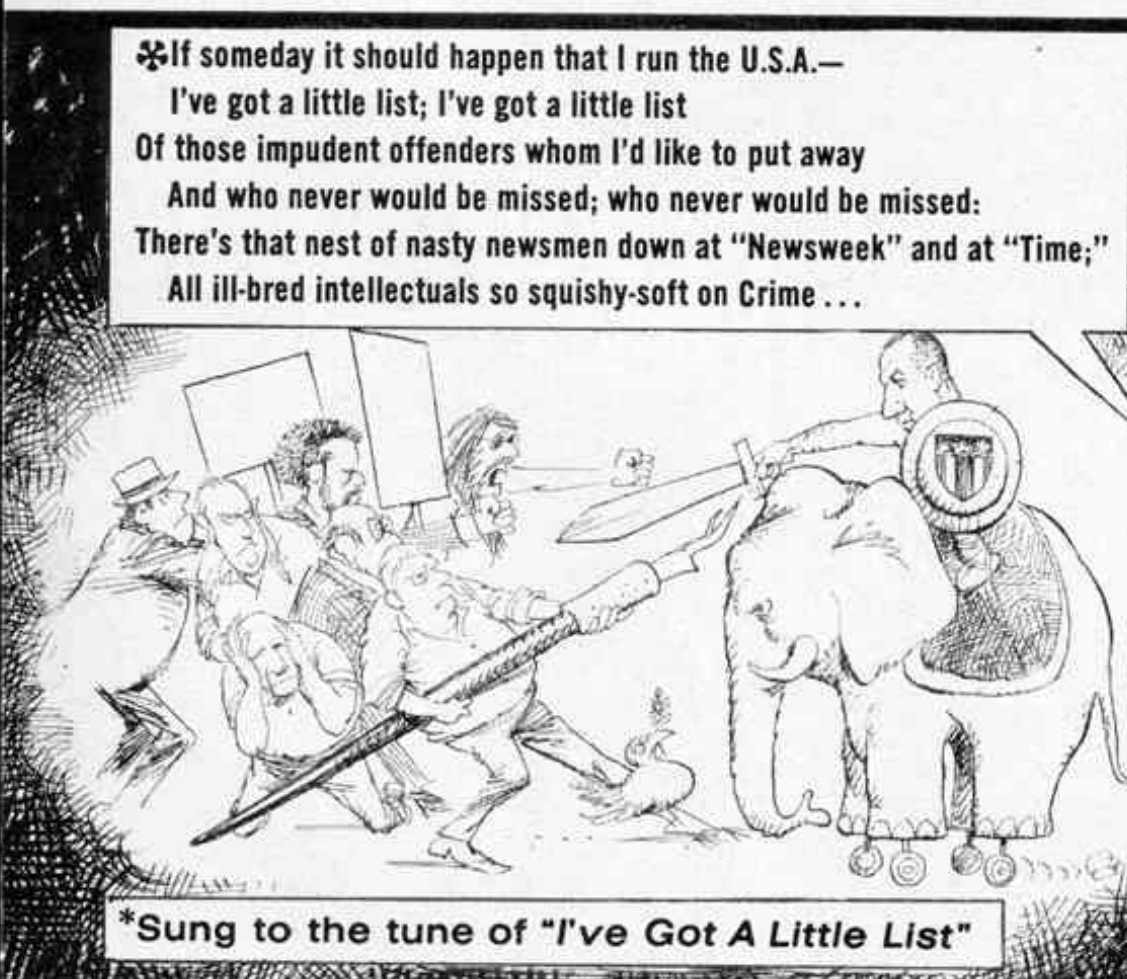 *If someday it should happen that I run the U.S.A.—
I've got a little list; I've got a little list
Of those impudent offenders whom I'd like to put away
And who never would be missed; who never would be missed:
There's that nest of nasty newsmen down at "Newsweek" and at "Time;"
All ill-bred intellectuals so squishy-soft on Crime ...
*Sung to the tune of "I've Got A Little List"